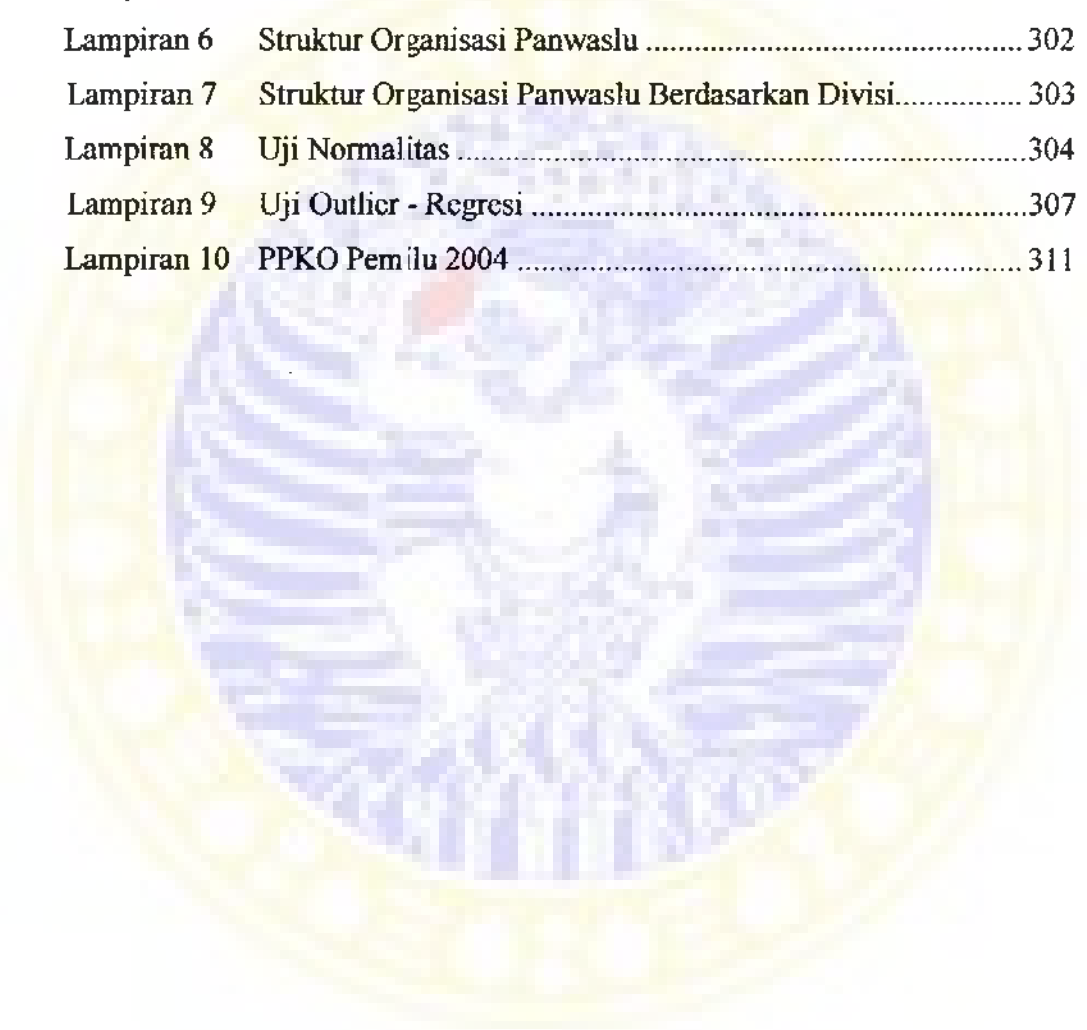 Lampiran 6 Struktur Organisasi Panwaslu ............................................ 302
Lampiran 7 Struktur Organisasi Panwaslu Berdasarkan Divisi............... 303
Lampiran 8 Uji Normalitas ....................................................................304
Lampiran 9 Uji Outlier - Regresi ...........................................................307
Lampiran 10 PPKO Pemilu 2004 ............................................................ 311